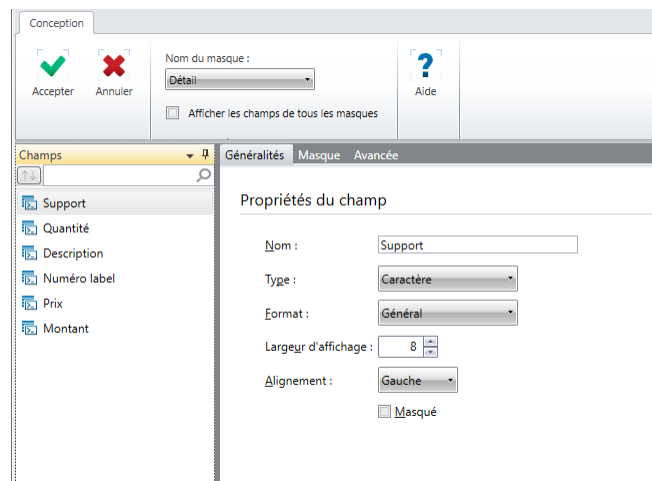 Conception
Accepter
Annuler
Nom du masque :
Détail
Afficher les champs de tous les masques
?
Aide
Champs
Support
Quantité
Description
Numéro label
Prix
Montant
Généralités Masque Avancée
Propriétés du champ
Nom : Support
Type : Caractère
Format : Général
Largeur d'affichage : 8
Alignement : Gauche
Masqué